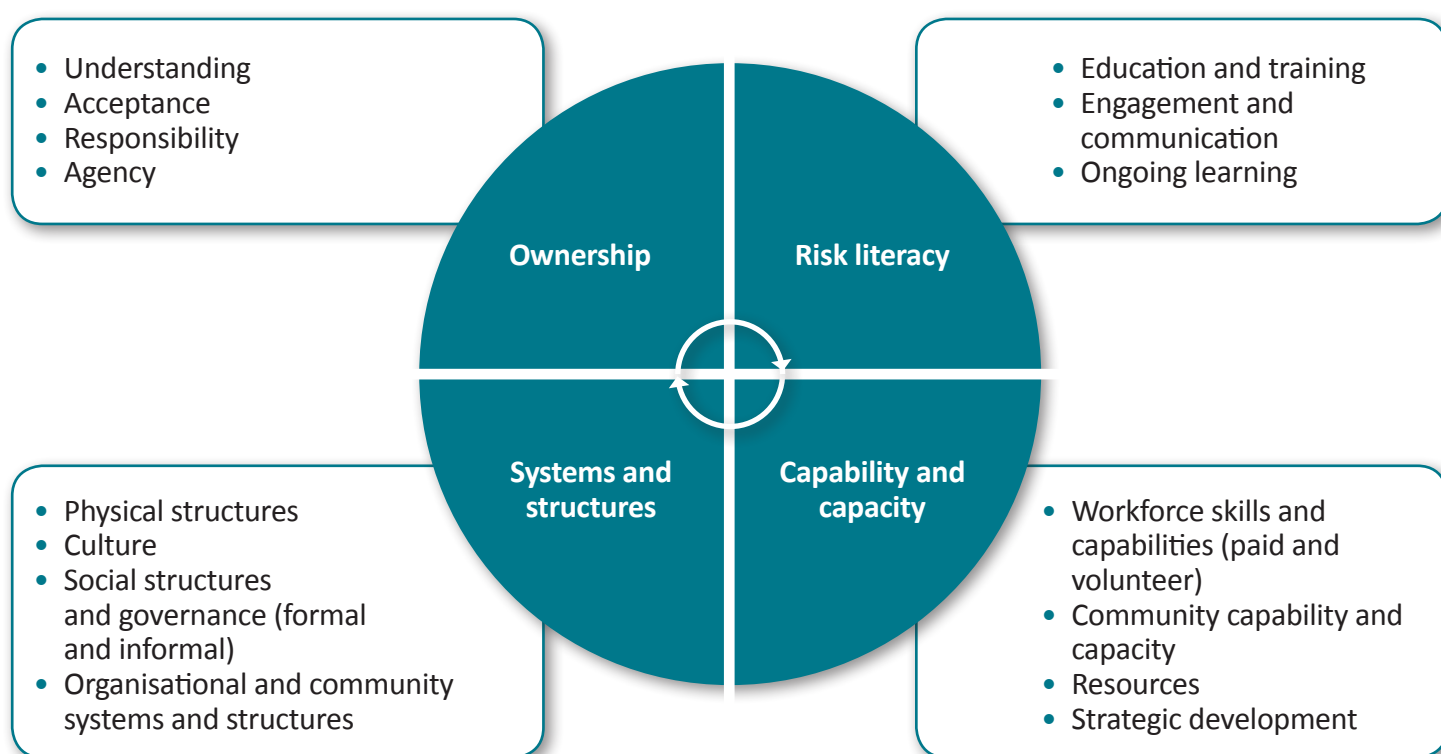 • Understanding
• Acceptance
• Responsibility
• Agency
• Education and training
• Engagement and
communication
• Ongoing learning
Ownership
Risk literacy
Systems and
structures
Capability and
capacity
• Physical structures
• Culture
• Social structures
and governance (formal
and informal)
• Organisational and community
systems and structures
• Workforce skills and
capabilities (paid and
volunteer)
• Community capability and
capacity
• Resources
• Strategic development